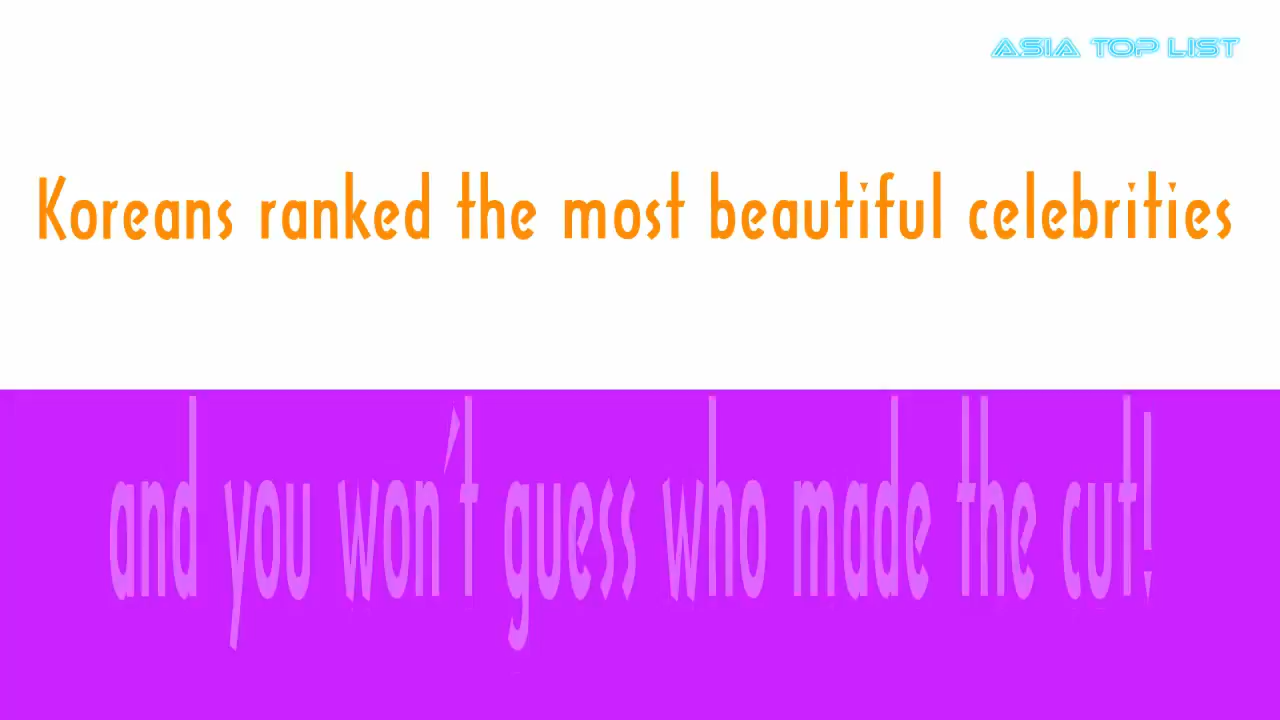 ASIA TOP LIST
Koreans ranked the most beautiful celebrities
and you won't guess who made the cut!